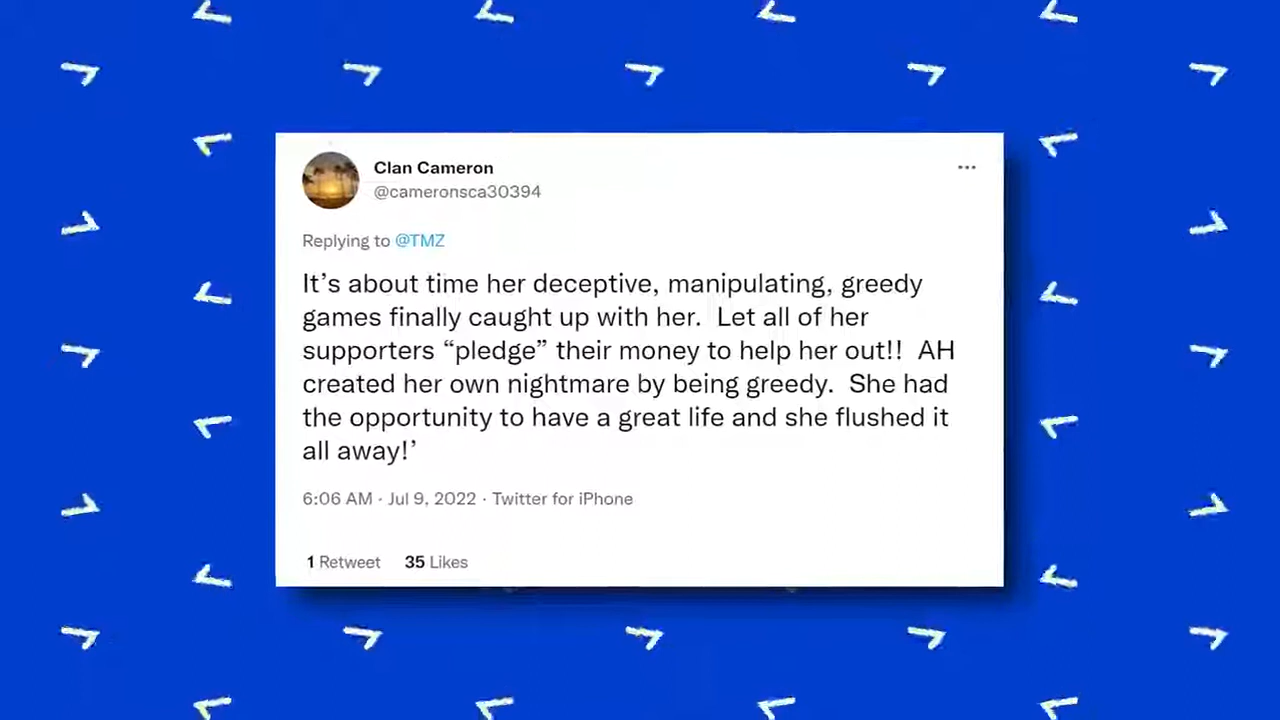 Clan Cameron
@cameronsca30394
Replying to @TMZ
It’s about time her deceptive, manipulating, greedy
games finally caught up with her.  Let all of her
supporters “pledge” their money to help her out!!  AH
created her own nightmare by being greedy.  She had
the opportunity to have a great life and she flushed it
all away!’
6:06 AM · Jul 9, 2022 · Twitter for iPhone
1 Retweet 35 Likes